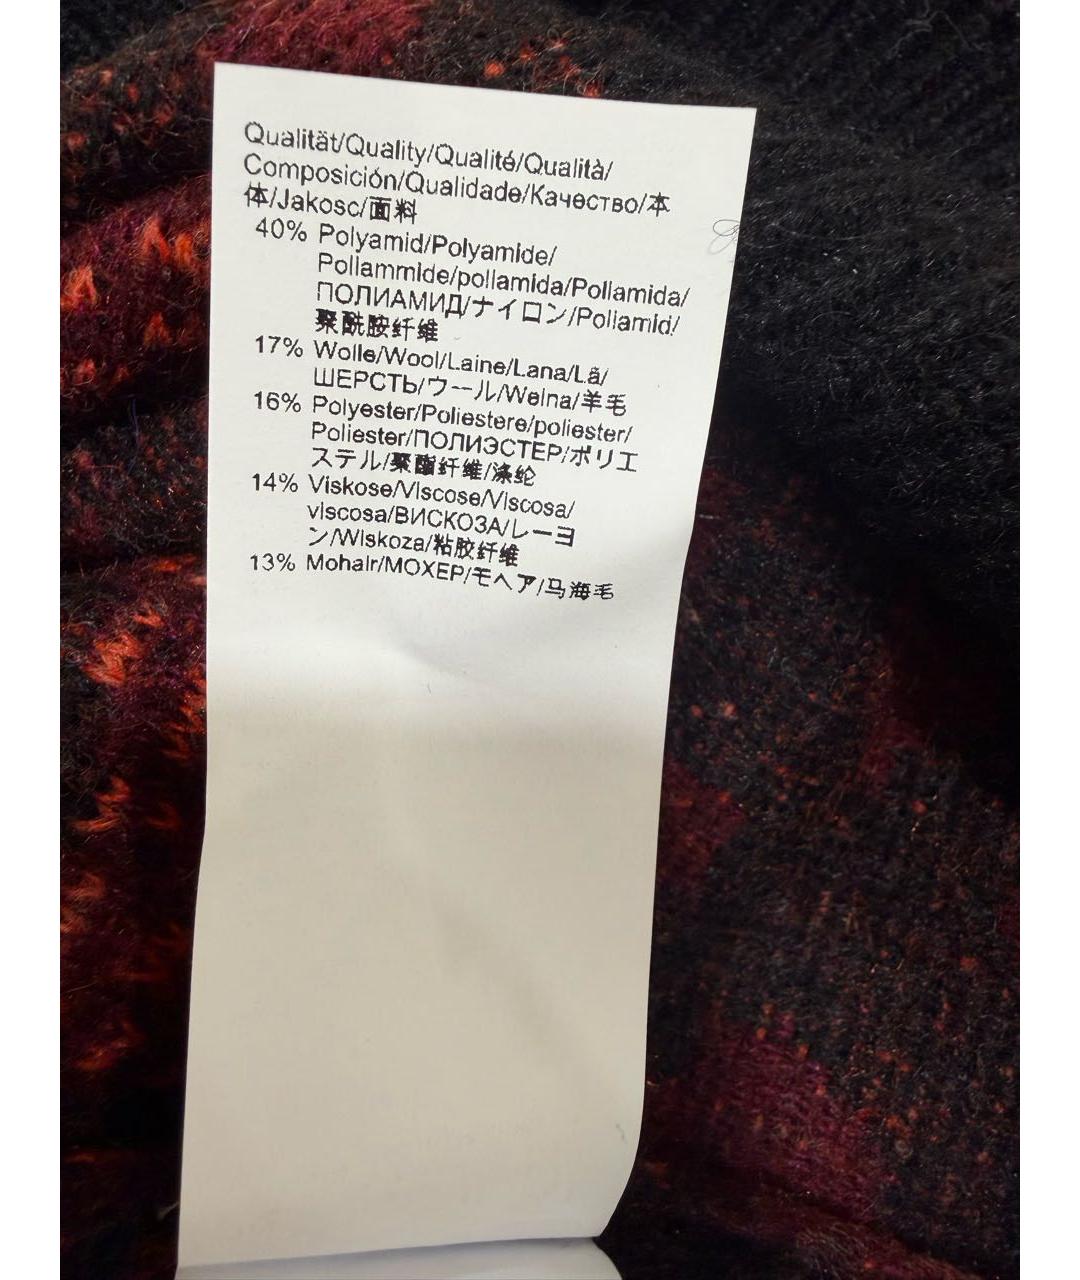 Qualität/Quality/Qualité/Qualità/
Composición/Qualidade/Качество/本
体/Jakosc/面料
40% Polyamid/Polyamide/
Poliammide/poliamida/Poliamida/
ПОЛИАМИД/ナイロン/Poliamid/
聚酰胺纤维
17% Wolle/Wool/Laine/Lana/Lã/
ШЕРСТЬ/ウール/Welna/羊毛
16% Polyester/Poliestere/poliester/
Poliester/ПОЛИЭСТЕР/ポリエ
ステル/聚酯纤维/涤纶
14% Viskose/Viscose/Viscosa/
viscosa/ВИСКОЗА/レーヨ
ン/Wiskoza/粘胶纤维
13% Mohair/МОХЕР/モヘア/马海毛